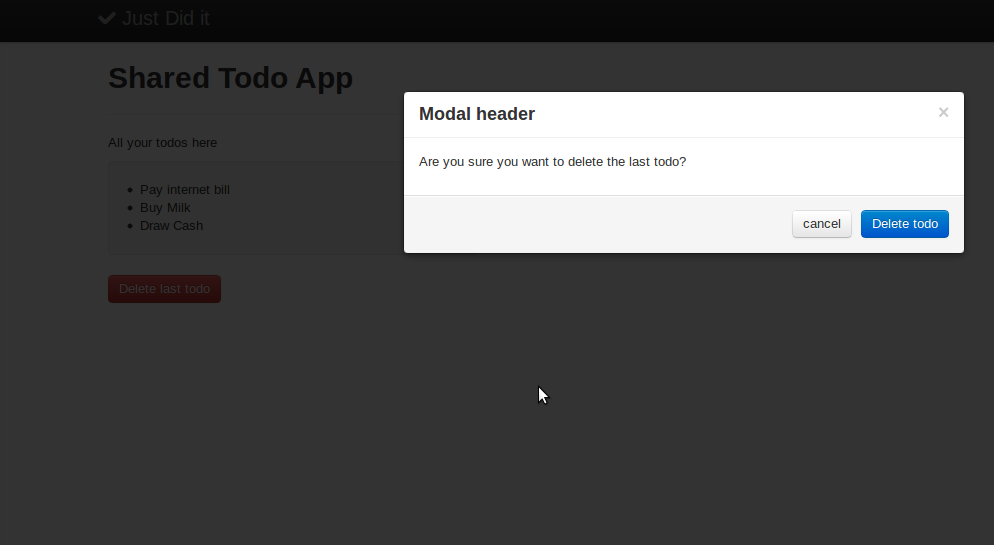 Just Did it
Shared Todo App
Modal header
×
All your todos here
Are you sure you want to delete the last todo?
Pay internet bill
Buy Milk
Draw Cash
cancel
Delete todo
Delete last todo